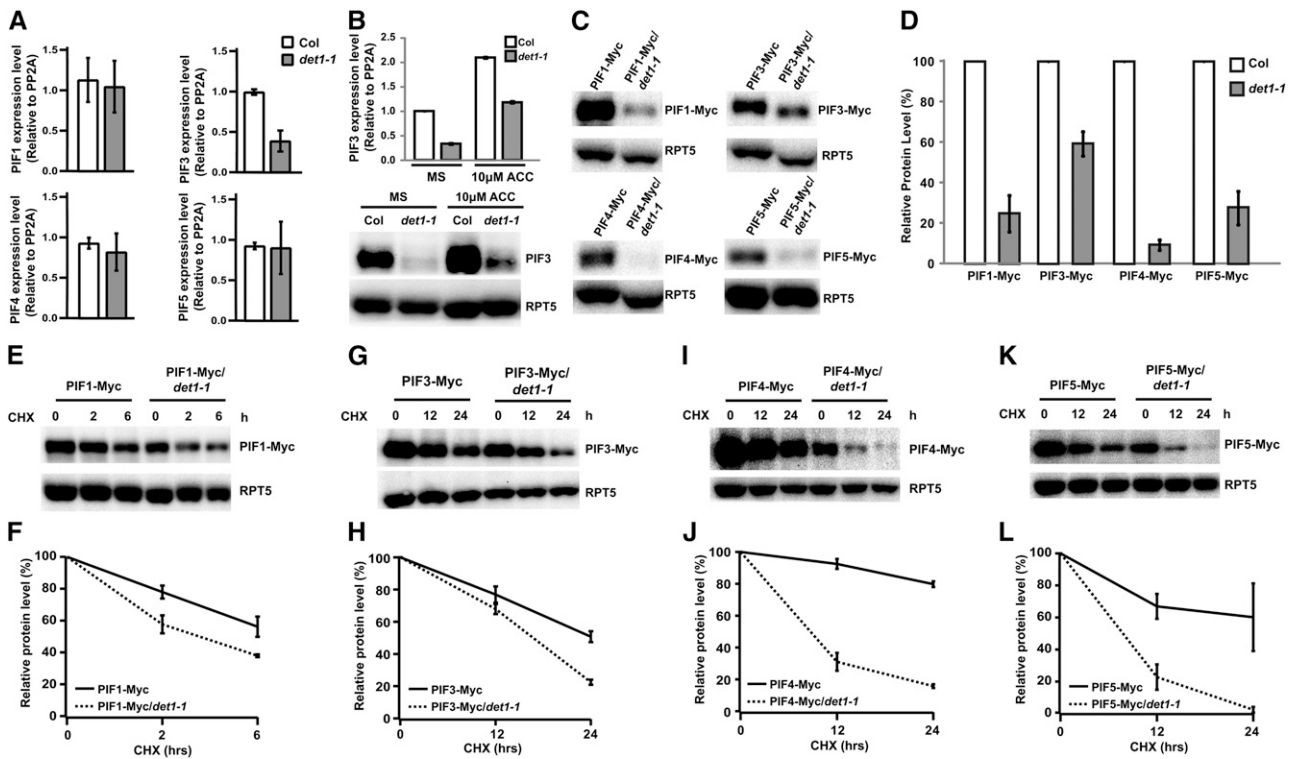 A
PIF1 expression level
(Relative to PP2A)
1.5
1.0
0.5
0.0
PIF3 expression level
(Relative to PP2A)
1.5
1.0
0.5
0.0
Col
det1-1
PIF4 expression level
(Relative to PP2A)
1.5
1.0
0.5
0.0
PIF5 expression level
(Relative to PP2A)
1.5
1.0
0.5
0.0
B
PIF3 expression level
(Relative to PP2A)
2.5
2.0
1.5
1.0
0.5
0.0
Col
det1-1
MS 10µM ACC
MS 10µM ACC
Col det1-1 Col det1-1
PIF3
RPT5
C
PIF1-Myc
PIF1-Myc/
det1-1
PIF1-Myc
RPT5
PIF3-Myc
PIF3-Myc/
det1-1
PIF3-Myc
RPT5
PIF4-Myc
PIF4-Myc/
det1-1
PIF4-Myc
RPT5
PIF5-Myc
PIF5-Myc/
det1-1
PIF5-Myc
RPT5
D
Relative Protein Level (%)
100
80
60
40
20
0
Col
det1-1
PIF1-Myc PIF3-Myc PIF4-Myc PIF5-Myc
E
PIF1-Myc PIF1-Myc/
det1-1
CHX 0 2 6 0 2 6 h
PIF1-Myc
RPT5
G
PIF3-Myc PIF3-Myc/
det1-1
CHX 0 12 24 0 12 24 h
PIF3-Myc
RPT5
I
PIF4-Myc PIF4-Myc/
det1-1
CHX 0 12 24 0 12 24 h
PIF4-Myc
RPT5
K
PIF5-Myc PIF5-Myc/
det1-1
CHX 0 12 24 0 12 24 h
PIF5-Myc
RPT5
F
Relative protein level (%)
100
80
60
40
20
0.0
PIF1-Myc
PIF1-Myc/det1-1
0 2 6
CHX (hrs)
H
Relative protein level (%)
100
80
60
40
20
0.0
PIF3-Myc
PIF3-Myc/det1-1
0 12 24
CHX (hrs)
J
Relative protein level (%)
100
80
60
40
20
0
PIF4-Myc
PIF4-Myc/det1-1
0 12 24
CHX (hrs)
L
Relative protein level (%)
100
80
60
40
20
0
PIF5-Myc
PIF5-Myc/det1-1
0 12 24
CHX (hrs)